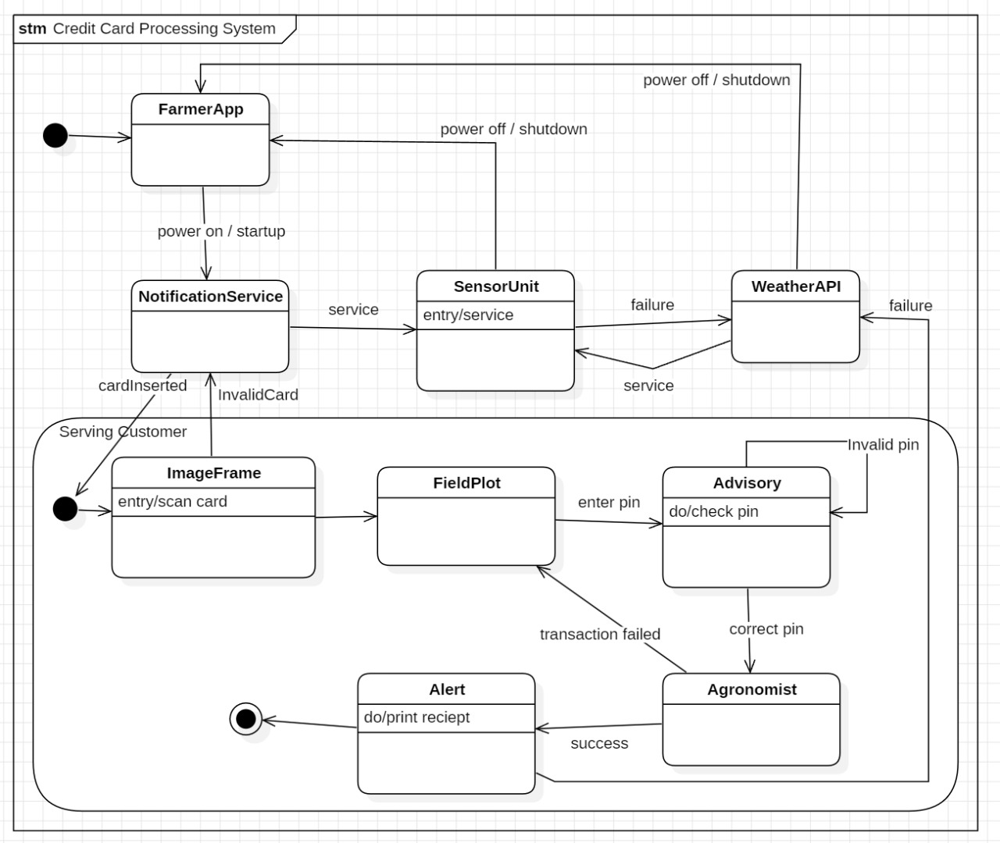 stm Credit Card Processing System
power off / shutdown
FarmerApp
power off / shutdown
power on / startup
NotificationService
service
SensorUnit
entry/service
failure
WeatherAPI
failure
service
cardInserted
InvalidCard
Serving Customer
Invalid pin
ImageFrame
entry/scan card
FieldPlot
enter pin
Advisory
do/check pin
transaction failed
correct pin
Alert
do/print reciept
success
Agronomist